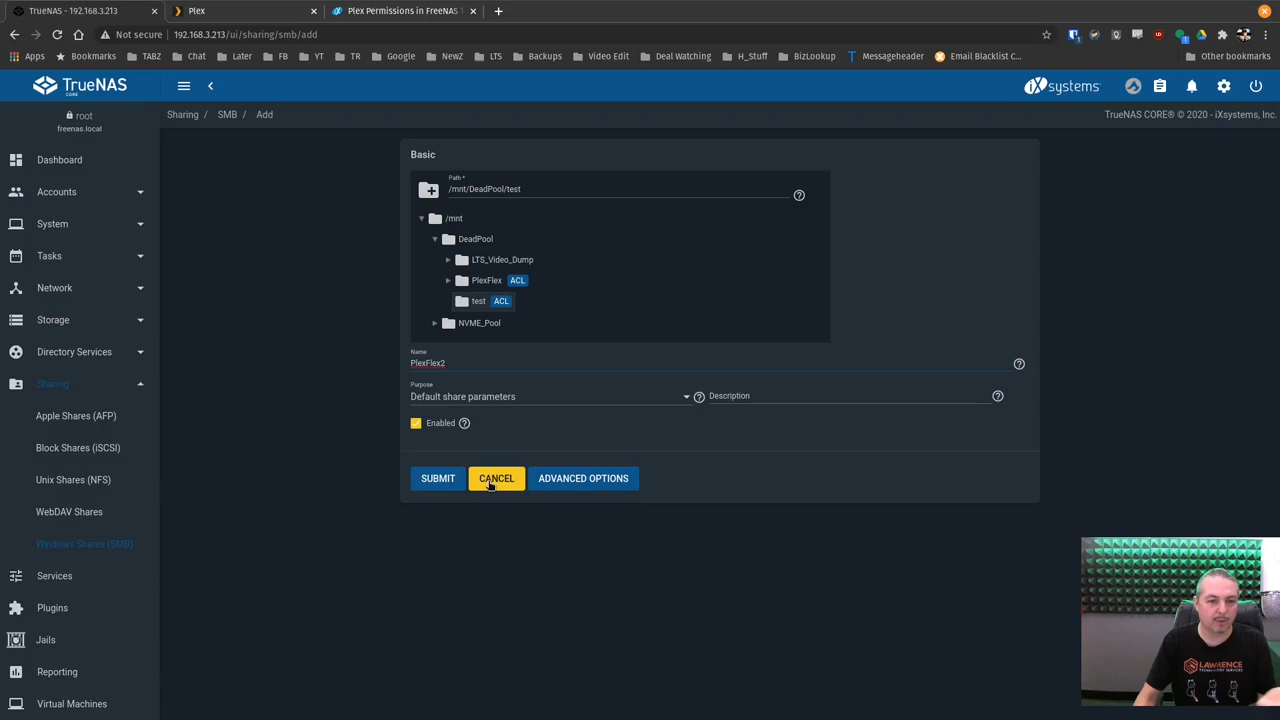 TrueNAS - 192.168.3.213
Plex
Plex Permissions in FreeNAS
Not secure
192.168.3.213/ui/sharing/smb/add
Apps
Bookmarks
TABZ
Chat
Later
FB
YT
TR
Google
NewZ
LTS
Backups
Video Edit
Deal Watching
H_Stuff
BizLookup
Messageheader
Email Blacklist C...
Other bookmarks
TrueNAS CORE
iXsystems
root
freenas.local
Sharing / SMB / Add
TrueNAS CORE® © 2020 - iXsystems, Inc.
Dashboard
Accounts
System
Tasks
Network
Storage
Directory Services
Sharing
Apple Shares (AFP)
Block Shares (iSCSI)
Unix Shares (NFS)
WebDAV Shares
Windows Shares (SMB)
Services
Plugins
Jails
Reporting
Virtual Machines
Basic
Path *
/mnt/DeadPool/test
/mnt
DeadPool
LTS_Video_Dump
PlexFlex ACL
test ACL
NVME_Pool
Name
PlexFlex2
Purpose
Default share parameters
Description
Enabled
SUBMIT
CANCEL
ADVANCED OPTIONS
LAWRENCE